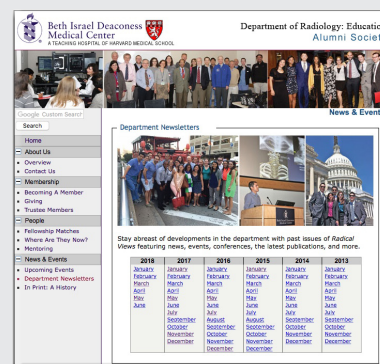 Beth Israel Deaconess
Medical Center
A TEACHING HOSPITAL OF HARVARD MEDICAL SCHOOL
Department of Radiology: Educatio
Alumni Societ
News & Event
Google Custom Search
Search
Home
About Us
Overview
Contact Us
Membership
Becoming A Member
Giving
Trustee Members
People
Fellowship Matches
Where Are They Now?
Mentoring
News & Events
Upcoming Events
Department Newsletters
In Print: A History
Department Newsletters
Stay abreast of developments in the department with past issues of Radical
Views featuring news, events, conferences, the latest publications, and more.
2018 2017 2016 2015 2014 2013
January January January January January January
February February February February February February
March March March March March March
April April April April April April
May May May May May May
June June June June June June
July July July July July
September August August September September
October September September October October
November October October November November
December November November December December
December December